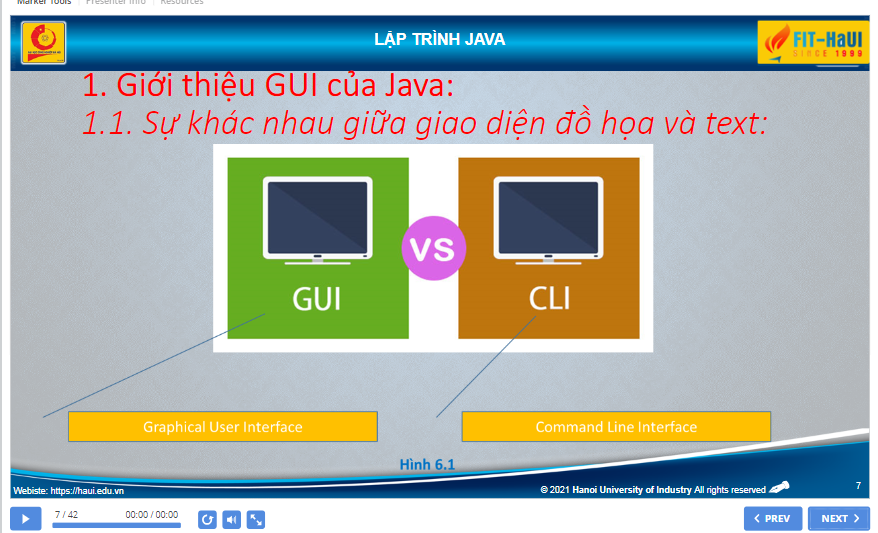 Marker Tools
Presenter Info
Resources
LẬP TRÌNH JAVA
FIT-HaUI
SINCE 1999
1. Giới thiệu GUI của Java:
1.1. Sự khác nhau giữa giao diện đồ họa và text:
GUI
VS
CLI
Graphical User Interface
Command Line Interface
Hình 6.1
Webiste: https://haui.edu.vn
© 2021 Hanoi University of Industry All rights reserved
7
7 / 42
00:00 / 00:00
PREV
NEXT